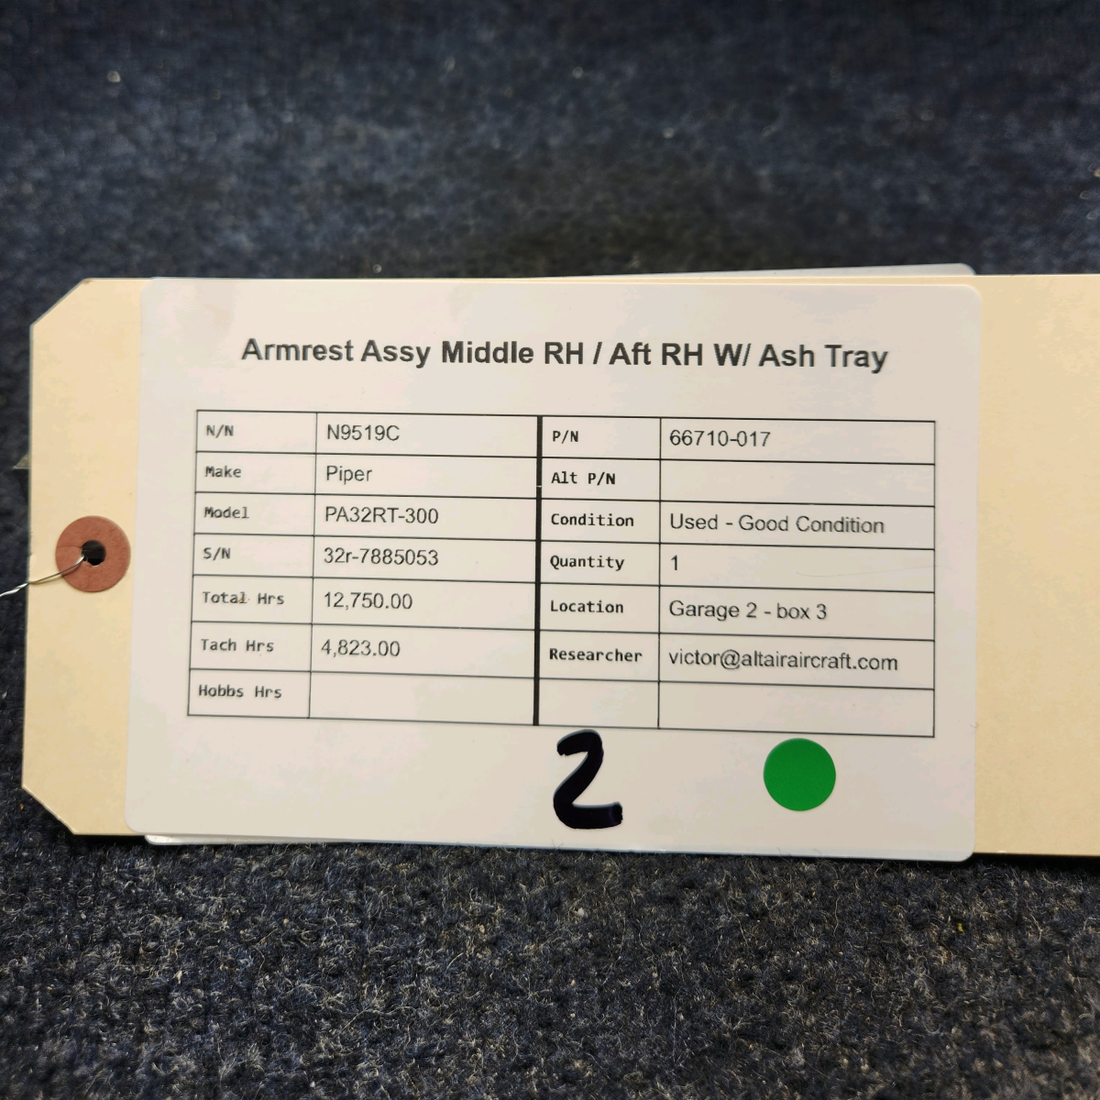 Armrest Assy Middle RH / Aft RH W/ Ash Tray
N/N N9519C P/N 66710-017
Make Piper Alt P/N
Model PA32RT-300 Condition Used - Good Condition
S/N 32r-7885053 Quantity 1
Total Hrs 12,750.00 Location Garage 2 - box 3
Tach Hrs 4,823.00 Researcher victor@altairaircraft.com
Hobbs Hrs
2